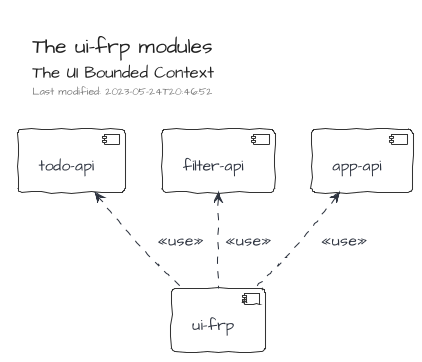 The ui-frp modules
The UI Bounded Context
Last modified: 2023-05-24T20:46:52
todo-api
filter-api
app-api
«use»
«use»
«use»
ui-frp